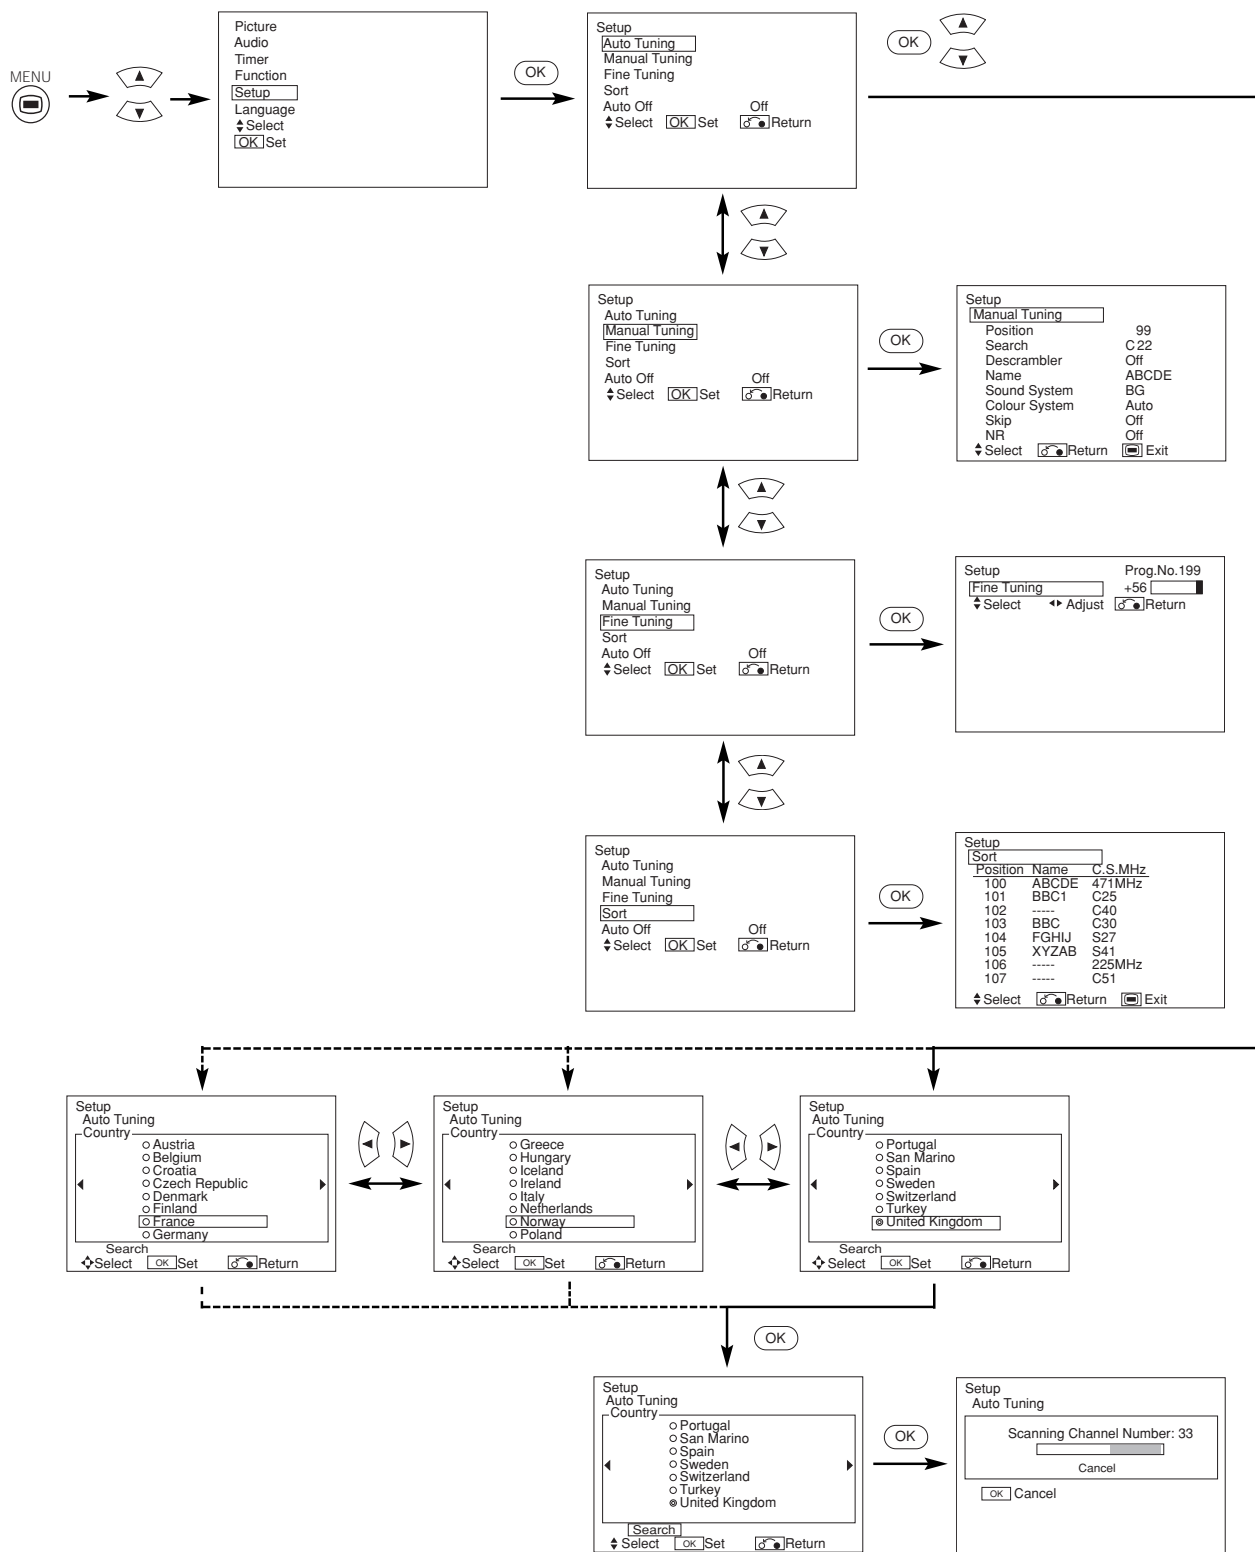 MENU
Picture
Audio
Timer
Function
Setup
Language
Select
OK Set
OK
Setup
Auto Tuning
Manual Tuning
Fine Tuning
Sort
Auto Off Off
Select OK Set Return
OK
Setup
Auto Tuning
Manual Tuning
Fine Tuning
Sort
Auto Off Off
Select OK Set Return
OK
Setup
Manual Tuning
Position 99
Search C 22
Descrambler Off
Name ABCDE
Sound System BG
Colour System Auto
Skip Off
NR Off
Select Return Exit
Setup
Auto Tuning
Manual Tuning
Fine Tuning
Sort
Auto Off Off
Select OK Set Return
OK
Setup Prog.No.199
Fine Tuning +56
Select Adjust Return
Setup
Auto Tuning
Manual Tuning
Fine Tuning
Sort
Auto Off Off
Select OK Set Return
OK
Setup
Sort
Position Name C.S.MHz
100 ABCDE 471MHz
101 BBC1 C25
102 ----- C40
103 BBC C30
104 FGHIJ S27
105 XYZAB S41
106 ----- 225MHz
107 ----- C51
Select Return Exit
Setup
Auto Tuning
Country
Austria
Belgium
Croatia
Czech Republic
Denmark
Finland
France
Germany
Search
Select OK Set Return
Setup
Auto Tuning
Country
Greece
Hungary
Iceland
Ireland
Italy
Netherlands
Norway
Poland
Search
Select OK Set Return
Setup
Auto Tuning
Country
Portugal
San Marino
Spain
Sweden
Switzerland
Turkey
United Kingdom
Search
Select OK Set Return
OK
Setup
Auto Tuning
Country
Portugal
San Marino
Spain
Sweden
Switzerland
Turkey
United Kingdom
Search
Select OK Set Return
OK
Setup
Auto Tuning
Scanning Channel Number: 33
Cancel
OK Cancel